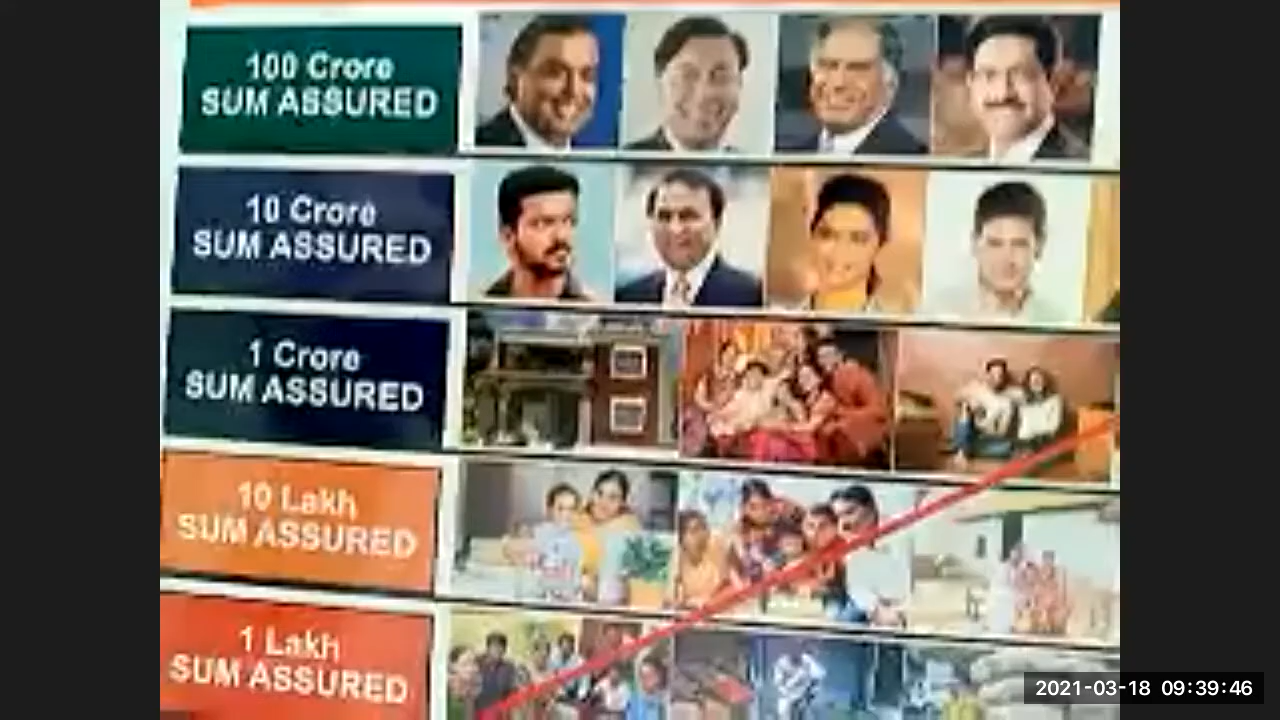 100 Crore
SUM ASSURED
10 Crore
SUM ASSURED
1 Crore
SUM ASSURED
10 Lakh
SUM ASSURED
1 Lakh
SUM ASSURED
2021-03-18 09:39:46